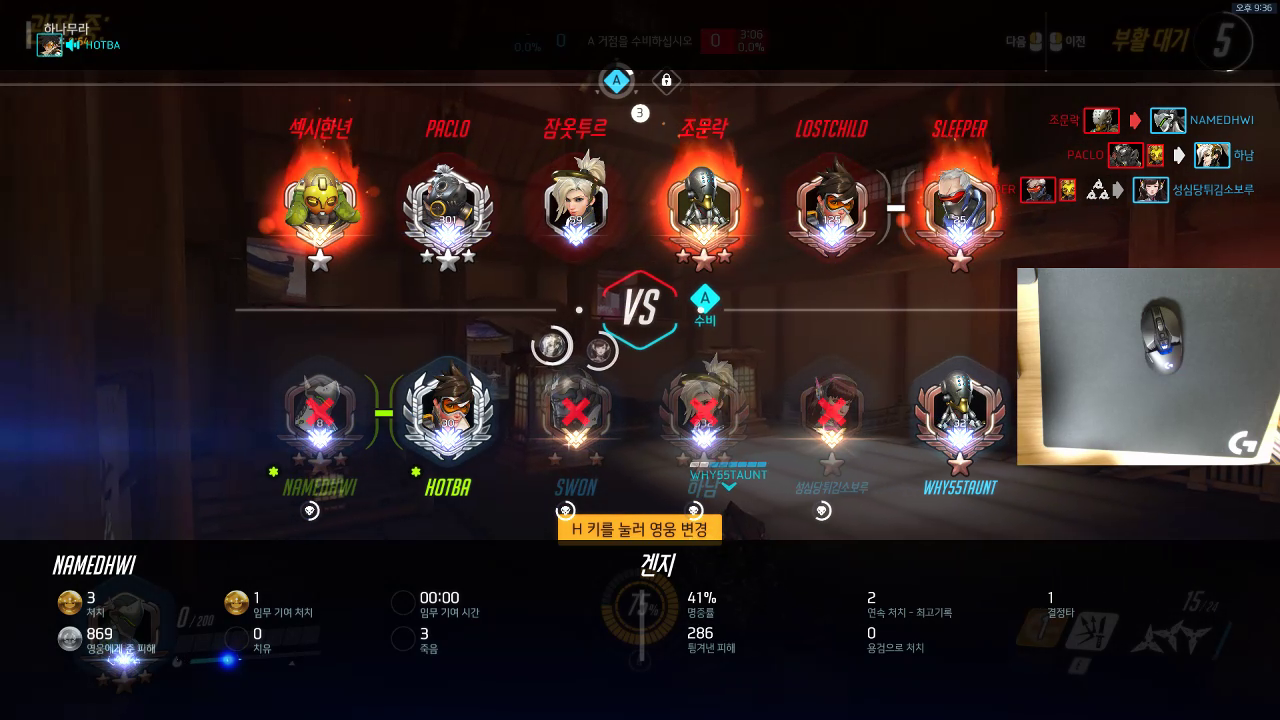 오후 9:36
하나무라
HOTBA
0.0%
0
A 거점을 수비하십시오
0
3:06
0.0%
다음
이전
부활 대기
5
A
3
섹시한년
PACLO
잠옷투르
조문락
LOSTCHILD
SLEEPER
조문락
NAMEDHWI
PACLO
하남
성심당튀김소보루
301
VS
A
수비
NAMEDHWI
HOTBA
SWON
하남
성심당튀김소보루
WHY55TAUNT
WHY55TAUNT
H 키를 눌러 영웅 변경
NAMEDHWI
겐지
3
처치
1
임무 기여 처치
00:00
임무 기여 시간
41%
명중률
2
연속 처치 - 최고기록
1
결정타
869
영웅에게 준 피해
0
치유
3
죽음
286
튕겨낸 피해
0
용검으로 처치
0/200
75%
15/24
G